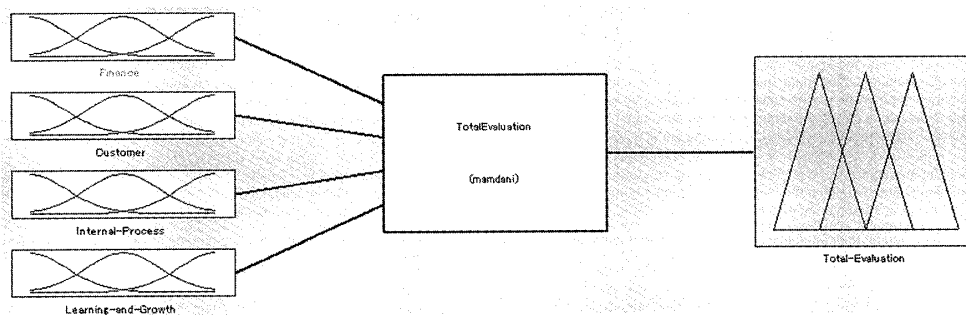 Finance
Customer
Internal-Process
Learning-and-Growth
TotalEvaluation
(mamdani)
Total-Evaluation